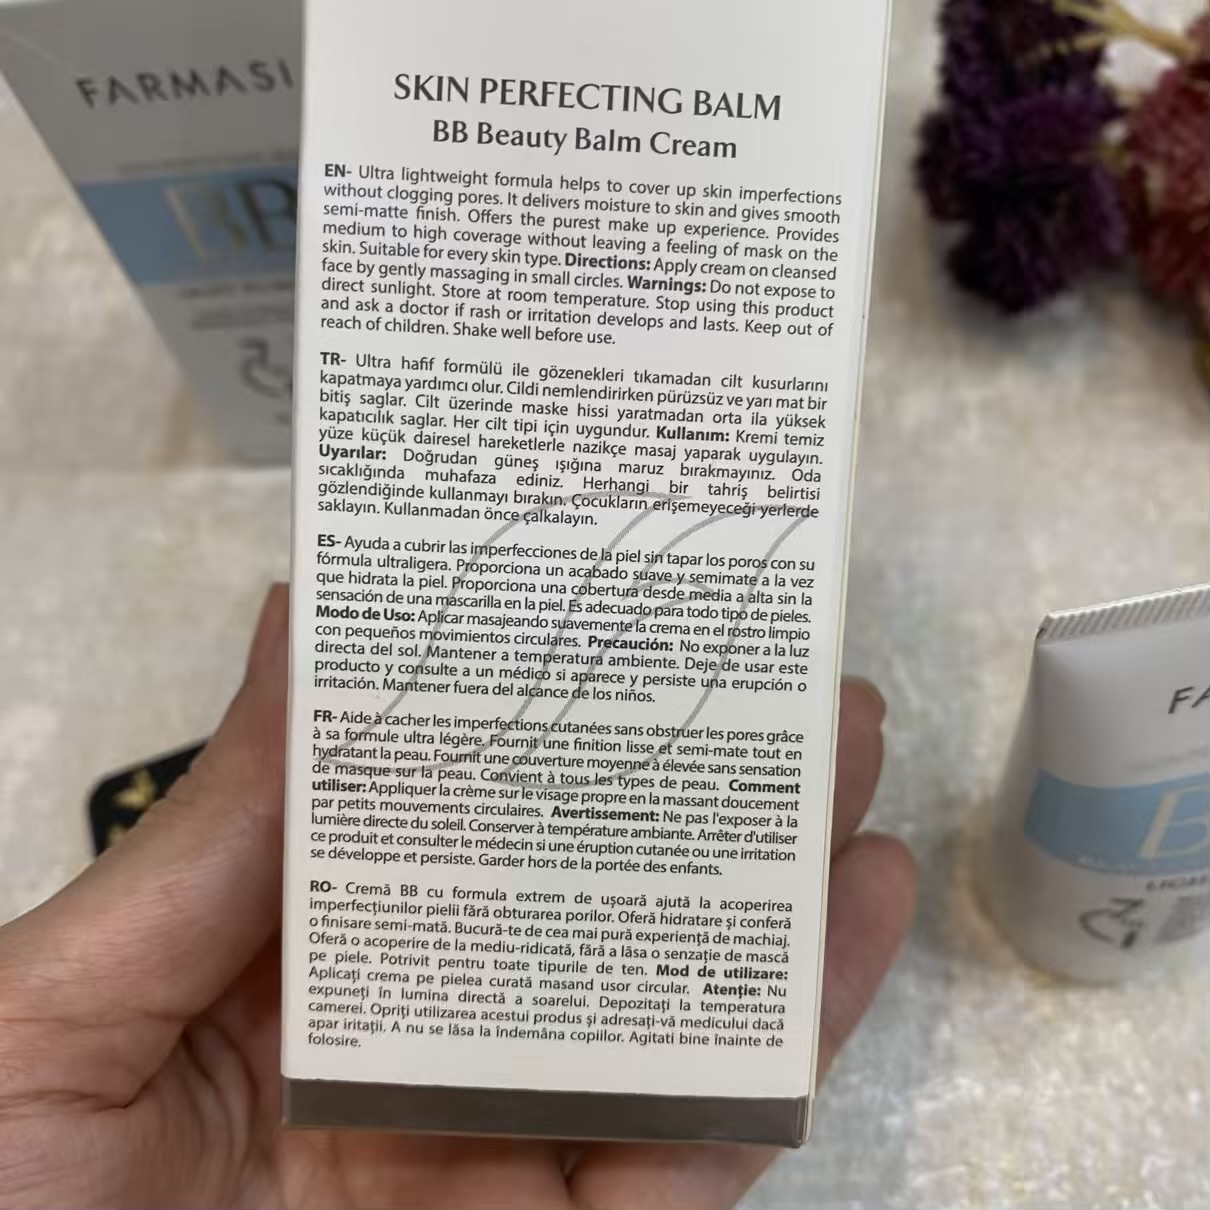 FARMASI
BB
SKIN PERFECTING BALM
BB Beauty Balm Cream
EN- Ultra lightweight formula helps to cover up skin imperfections
without clogging pores. It delivers moisture to skin and gives smooth
semi-matte finish. Offers the purest make up experience. Provides
medium to high coverage without leaving a feeling of mask on the
skin. Suitable for every skin type. Directions: Apply cream on cleansed
face by gently massaging in small circles. Warnings: Do not expose to
direct sunlight. Store at room temperature. Stop using this product
and ask a doctor if rash or irritation develops and lasts. Keep out of
reach of children. Shake well before use.
TR- Ultra hafif formülü ile gözenekleri tıkamadan cilt kusurlarını
kapatmaya yardımcı olur. Cildi nemlendirirken pürüzsüz ve yarı mat bir
bitiş saglar. Cilt üzerinde maske hissi yaratmadan orta ila yüksek
kapatıcılık saglar. Her cilt tipi için uygundur. Kullanım: Kremi temiz
yüze küçük dairesel hareketlerle nazikçe masaj yaparak uygulayın.
Uyarılar: Doğrudan güneş ışığına maruz bırakmayınız. Oda
sıcaklığında muhafaza ediniz. Herhangi bir tahriş belirtisi
gözlendiğinde kullanmayı bırakın. Çocukların erişemeyeceği yerlerde
saklayın. Kullanmadan önce çalkalayın.
ES- Ayuda a cubrir las imperfecciones de la piel sin tapar los poros con su
fórmula ultraligera. Proporciona un acabado suave y semimate a la vez
que hidrata la piel. Proporciona una cobertura desde media a alta sin la
sensación de una mascarilla en la piel. Es adecuado para todo tipo de pieles.
Modo de Uso: Aplicar masajeando suavemente la crema en el rostro limpio
con pequeños movimientos circulares. Precaución: No exponer a la luz
directa del sol. Mantener a temperatura ambiente. Deje de usar este
producto y consulte a un médico si aparece y persiste una erupción o
irritación. Mantener fuera del alcance de los niños.
FR- Aide à cacher les imperfections cutanées sans obstruer les pores grâce
à sa formule ultra légère. Fournit une finition lisse et semi-mate tout en
hydratant la peau. Fournit une couverture moyenne à élevée sans sensation
de masque sur la peau. Convient à tous les types de peau. Comment
utiliser: Appliquer la crème sur le visage propre en la massant doucement
par petits mouvements circulaires. Avertissement: Ne pas l'exposer à la
lumière directe du soleil. Conserver à température ambiante. Arrêter d'utiliser
ce produit et consulter le médecin si une éruption cutanée ou une irritation
se développe et persiste. Garder hors de la portée des enfants.
RO- Cremă BB cu formula extrem de ușoară ajută la acoperirea
imperfecțiunilor pielii fără obturarea porilor. Oferă hidratare și conferă
o finisare semi-mată. Bucură-te de cea mai pură experiență de machiaj.
Oferă o acoperire de la mediu-ridicată, fără a lăsa o senzație de mască
pe piele. Potrivit pentru toate tipurile de ten. Mod de utilizare:
Aplicați crema pe pielea curată masand usor circular. Atenție: Nu
expuneți în lumina directă a soarelui. Depozitați la temperatura
camerei. Opriți utilizarea acestui produs și adresați-vă medicului dacă
apar iritații. A nu se lăsa la îndemâna copiilor. Agitati bine înainte de
folosire.
FA
B